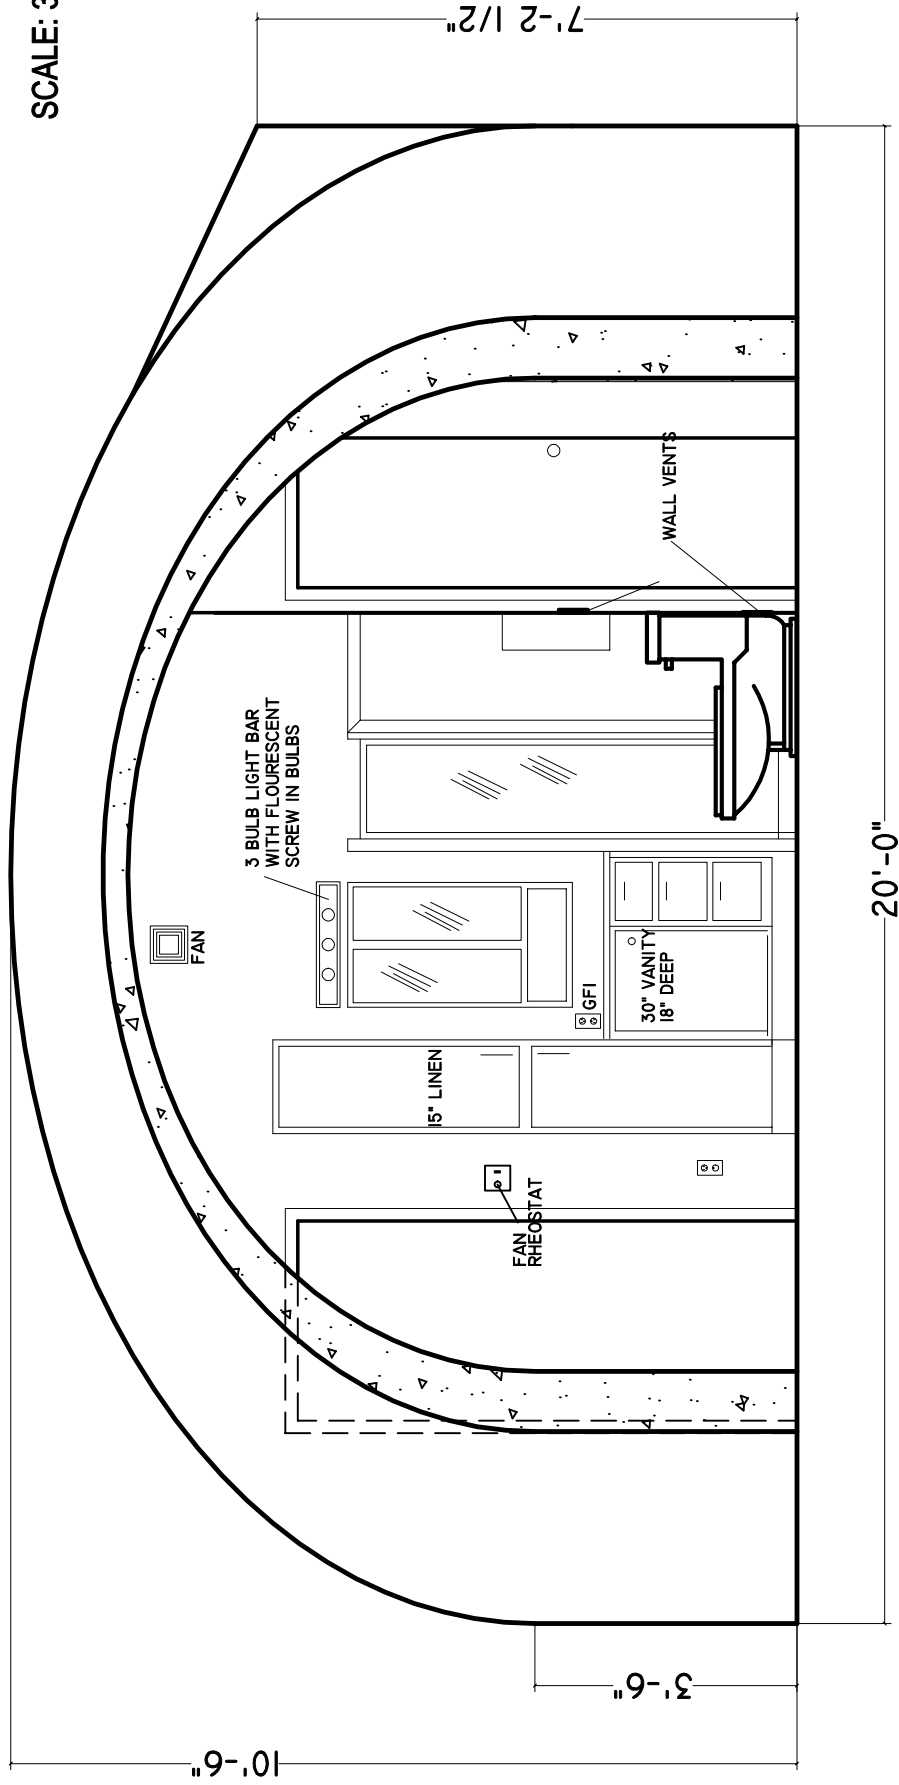 SCALE: 3
7'-2 1/2"
3 BULB LIGHT BAR
WITH FLOURESCENT
SCREW IN BULBS
FAN
WALL VENTS
15" LINEN
GFI
30" VANITY
18" DEEP
FAN
RHEOSTAT
10'-6"
3'-6"
20'-0"